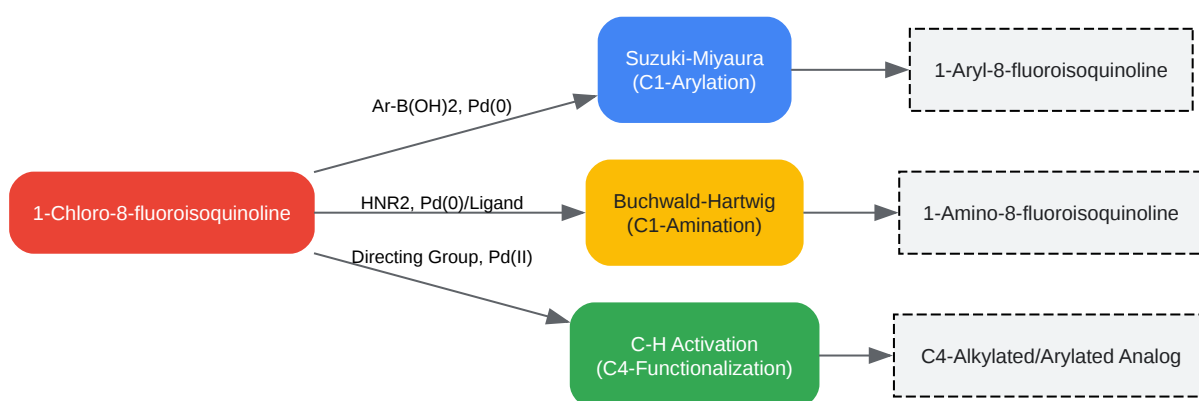 Suzuki-Miyaura
(C1-Arylation)
1-Aryl-8-fluoroisoquinoline
Ar-B(OH)2, Pd(0)
1-Chloro-8-fluoroisoquinoline
HNR2, Pd(0)/Ligand
Buchwald-Hartwig
(C1-Amination)
1-Amino-8-fluoroisoquinoline
Directing Group, Pd(II)
C-H Activation
(C4-Functionalization)
C4-Alkylated/Arylated Analog